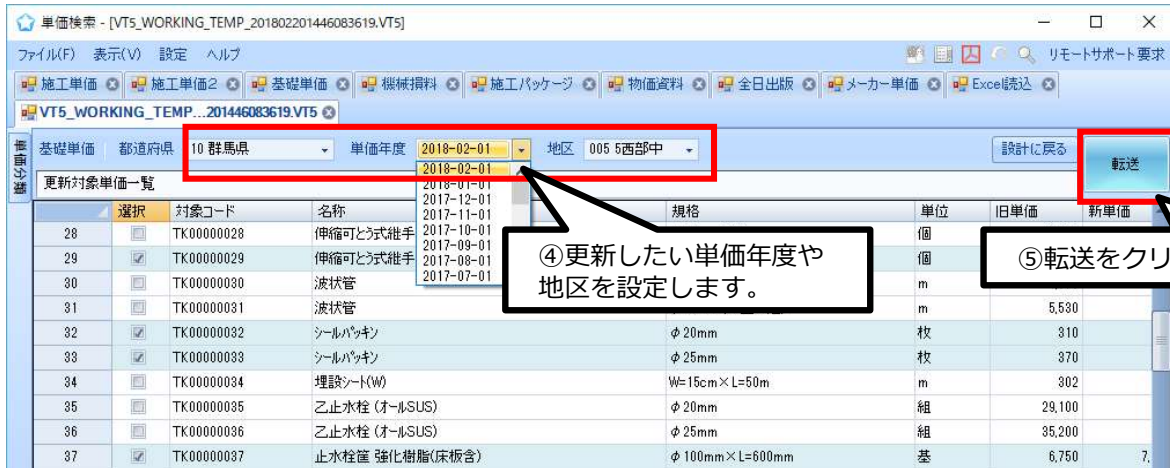 単価検索 - [VT5_WORKING_TEMP_201802201446083619.VT5]
ファイル(F) 表示(V) 設定 ヘルプ リモートサポート要求
施工単価 施工単価2 基礎単価 機械損料 施工パッケージ 物価資料 全日出版 メーカー単価 Excel読込
VT5_WORKING_TEMP...201446083619.VT5
単価分類
基礎単価 都道府県 10 群馬県 単価年度 2018-02-01 地区 005 5西部中 設計に戻る 転送
2018-02-01
2018-01-01
2017-12-01
2017-11-01
2017-10-01
2017-09-01
2017-08-01
2017-07-01
更新対象単価一覧
選択 対象コード 名称 規格 単位 旧単価 新単価
28 TK00000028 伸縮可とう式継手 個
29 TK00000029 伸縮可とう式継手 個
30 TK00000030 波状管 m
31 TK00000031 波状管 m 5,530
32 TK00000032 シールパッキン φ20mm 枚 310
33 TK00000033 シールパッキン φ25mm 枚 370
34 TK00000034 埋設シート(W) W=15cm×L=50m m 302
35 TK00000035 乙止水栓 (オールSUS) φ20mm 組 29,100
36 TK00000036 乙止水栓 (オールSUS) φ25mm 組 35,200
37 TK00000037 止水栓筐 強化樹脂(床板含) φ100mm×L=600mm 基 6,750 7,
④更新したい単価年度や
地区を設定します。
⑤転送をクリ